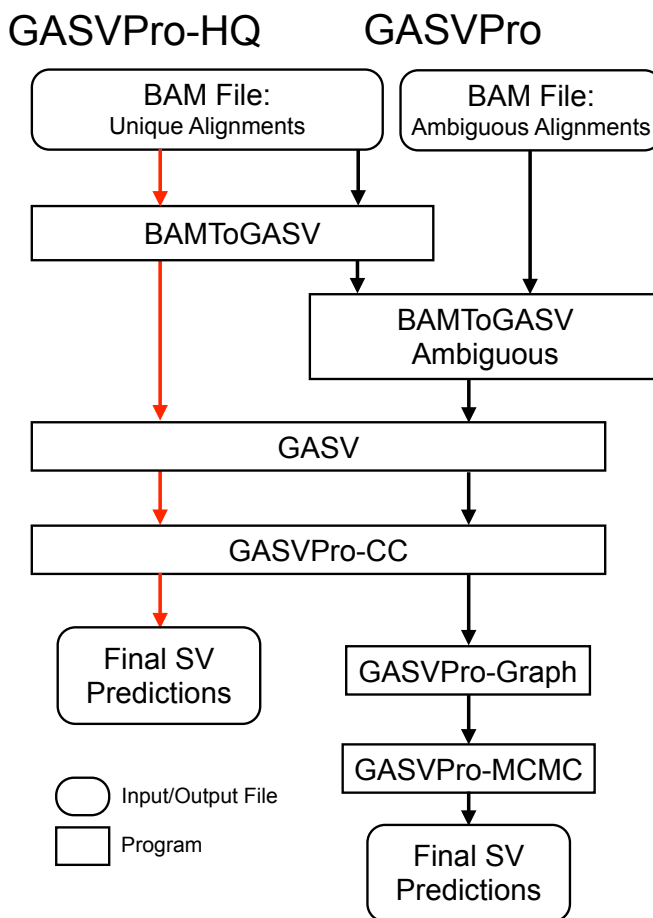 GASVPro-HQ
GASVPro
BAM File:
Unique Alignments
BAM File:
Ambiguous Alignments
BAMToGASV
BAMToGASV
Ambiguous
GASV
GASVPro-CC
Final SV
Predictions
GASVPro-Graph
GASVPro-MCMC
Input/Output File
Program
Final SV
Predictions